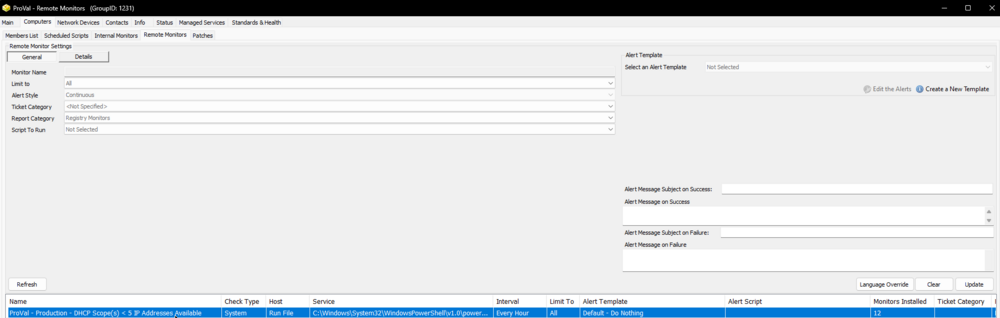 ProVal - Remote Monitors (GroupID: 1231)
Main Computers Network Devices Contacts Info Status Managed Services Standards & Health
Members List Scheduled Scripts Internal Monitors Remote Monitors Patches
Remote Monitor Settings
General Details
Monitor Name
Limit to All
Alert Style Continuous
Ticket Category <Not Specified>
Report Category Registry Monitors
Script To Run Not Selected
Alert Template
Select an Alert Template Not Selected
Edit the Alerts Create a New Template
Alert Message Subject on Success:
Alert Message on Success
Alert Message Subject on Failure:
Alert Message on Failure
Refresh Language Override Clear Update
Name Check Type Host Service Interval Limit To Alert Template Alert Script Monitors Installed Ticket Category
ProVal - Production - DHCP Scope(s) < 5 IP Addresses Available System Run File C:\Windows\System32\WindowsPowerShell\v1.0\power... Every Hour All Default - Do Nothing 12